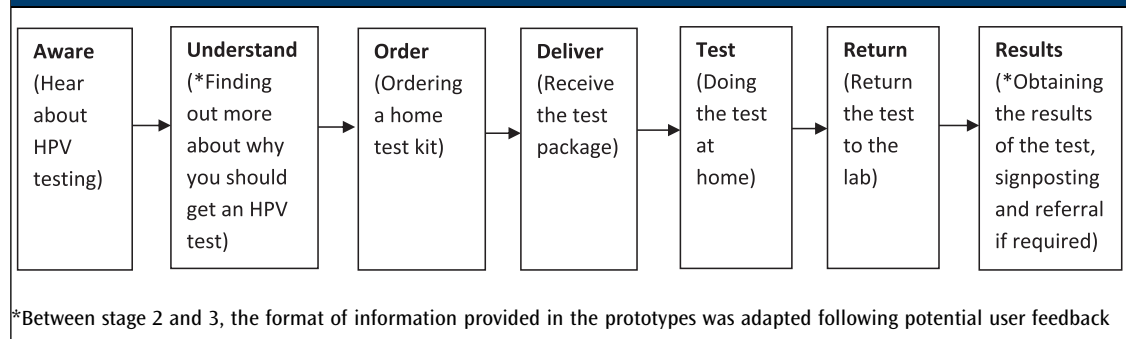 Aware
(Hear
about
HPV
testing)
Understand
(*Finding
out more
about why
you should
get an HPV
test)
Order
(Ordering
a home
test kit)
Deliver
(Receive
the test
package)
Test
(Doing
the test
at
home)
Return
(Return
the test
to the
lab)
Results
(*Obtaining
the results
of the test,
signposting
and referral
if required)
*Between stage 2 and 3, the format of information provided in the prototypes was adapted following potential user feedback